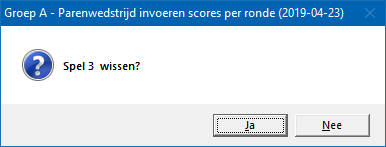 Groep A - Parenwedstrijd invoeren scores per ronde (2019-04-23)
Spel 3  wissen?
Ja
Nee